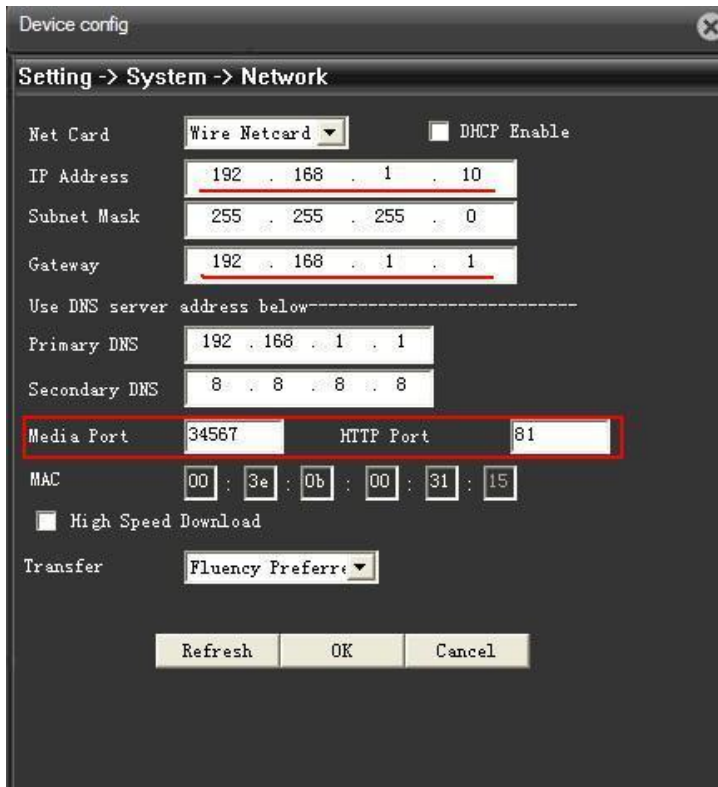 Device config
Setting -> System -> Network
Net Card Wire Netcard DHCP Enable
IP Address 192 . 168 . 1 . 10
Subnet Mask 255 . 255 . 255 . 0
Gateway 192 . 168 . 1 . 1
Use DNS server address below---------------------------
Primary DNS 192 . 168 . 1 . 1
Secondary DNS 8 . 8 . 8 . 8
Media Port 34567 HTTP Port 81
MAC 00 : 3e : 0b : 00 : 31 : 15
High Speed Download
Transfer Fluency Preferre
Refresh OK Cancel